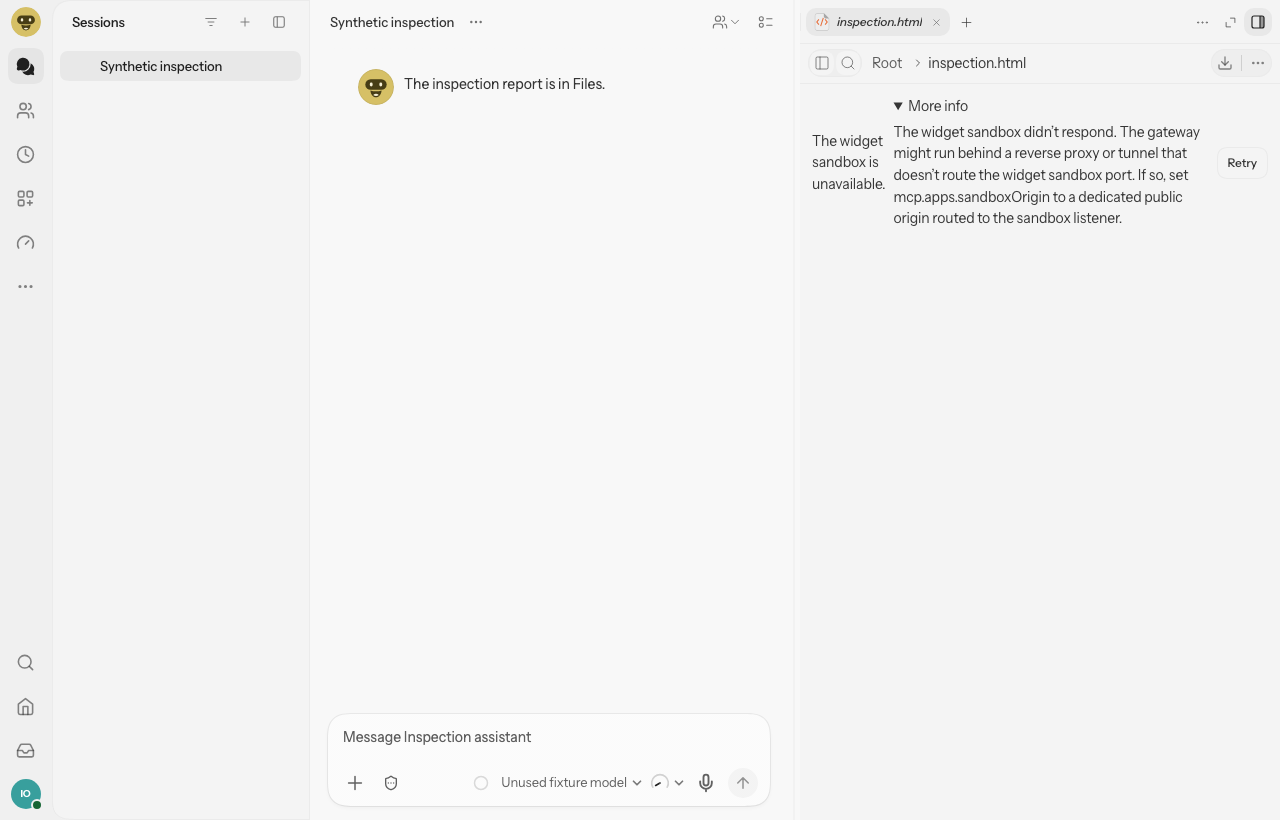 Sessions
Synthetic inspection
IO
Synthetic inspection
The inspection report is in Files.
Message Inspection assistant
Unused fixture model
inspection.html
Root
inspection.html
The widget
sandbox is
unavailable.
More info
The widget sandbox didn't respond. The gateway
might run behind a reverse proxy or tunnel that
doesn't route the widget sandbox port. If so, set
mcp.apps.sandboxOrigin to a dedicated public
origin routed to the sandbox listener.
Retry